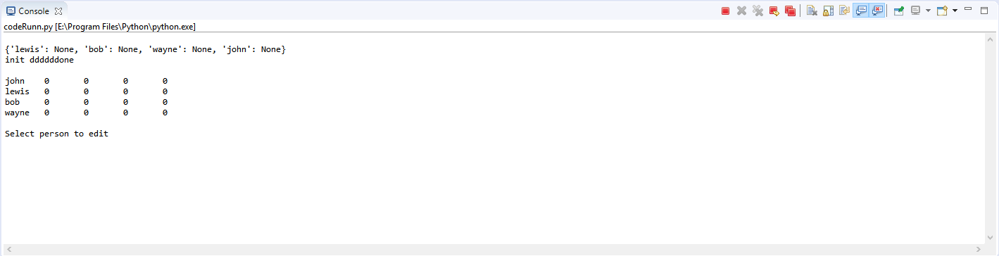 Console
codeRunn.py [E:\Program Files\Python\python.exe]
{'lewis': None, 'bob': None, 'wayne': None, 'john': None}
init ddddddone
john 0 0 0 0
lewis 0 0 0 0
bob 0 0 0 0
wayne 0 0 0 0
Select person to edit